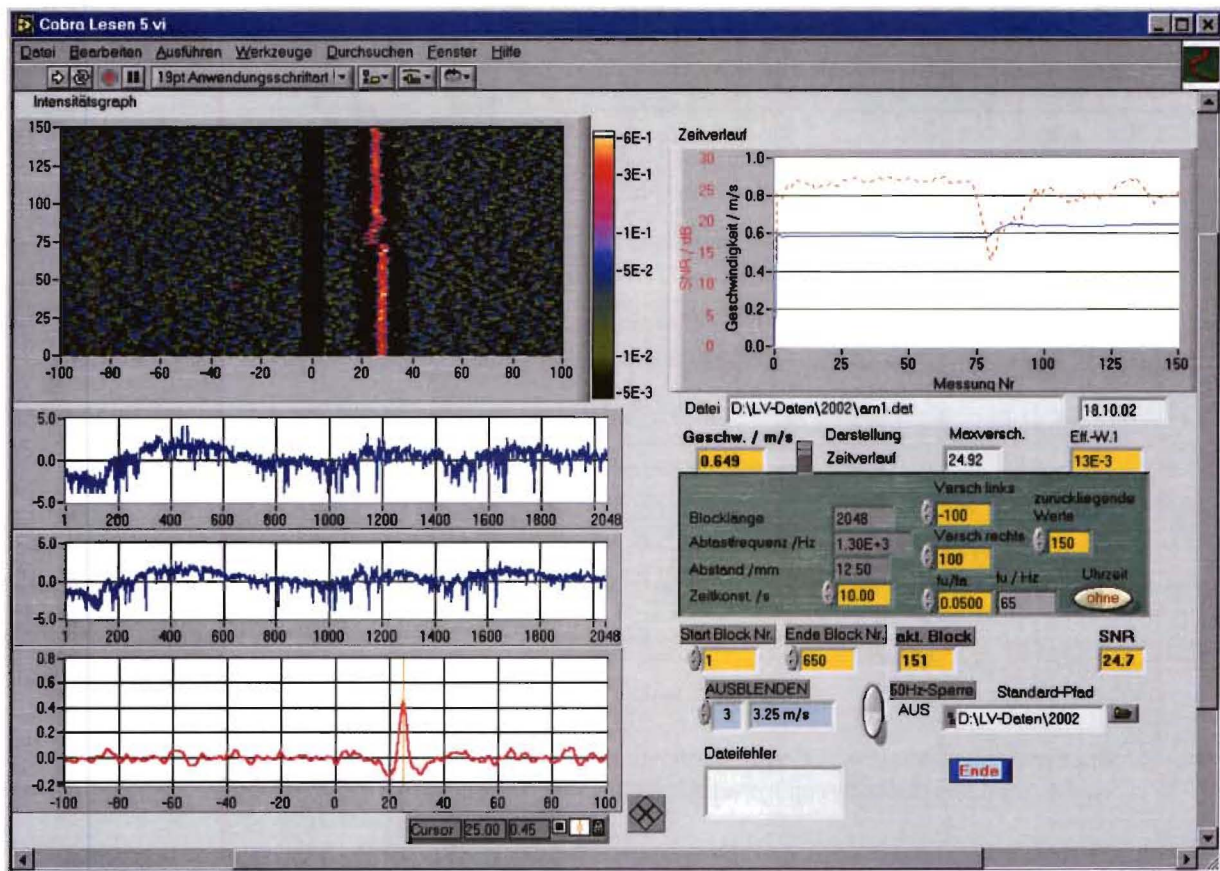 Cobra Lesen 5 vi
Datei Bearbeiten Ausführen Werkzeuge Durchsuchen Fenster Hilfe
19pt Anwendungsschriftart
Intensitätsgraph
150
125
100
75
50
25
0
-100 -80 -60 -40 -20 0 20 40 60 80 100
-6E-1
-3E-1
-1E-1
-5E-2
-1E-2
-5E-3
Zeitverlauf
SNR / dB
30
25
20
15
10
5
0
Geschwindigkeit / m/s
1.0
0.8
0.6
0.4
0.2
0.0
0 25 50 75 100 125 150
Messung Nr
5.0
0.0
-5.0
1 200 400 600 800 1000 1200 1400 1600 1800 2048
5.0
0.0
-5.0
1 200 400 600 800 1000 1200 1400 1600 1800 2048
0.8
0.6
0.4
0.2
0.0
-0.2
-100 -80 -60 -40 -20 0 20 40 60 80 100
Cursor 25.00 0.45
Datei D:\LV-Daten\2002\am1.dat 18.10.02
Geschw. / m/s Darstellung Maxversch. Eff.-W.1
0.649 Zeitverlauf 24.92 13E-3
Blocklänge 2048
Abtastfrequenz /Hz 1.30E+3
Abstand /mm 12.50
Zeitkonst. /s 10.00
Versch links
-100
Versch rechts
100
fu/fa fu / Hz
0.0500 65
zurückliegende
Werte
150
Uhrzeit
ohne
Start Block Nr. Ende Block Nr. akt. Block SNR
1 650 151 24.7
AUSBLENDEN 50Hz-Sperre Standard-Pfad
3 3.25 m/s AUS D:\LV-Daten\2002
Dateifehler
Ende